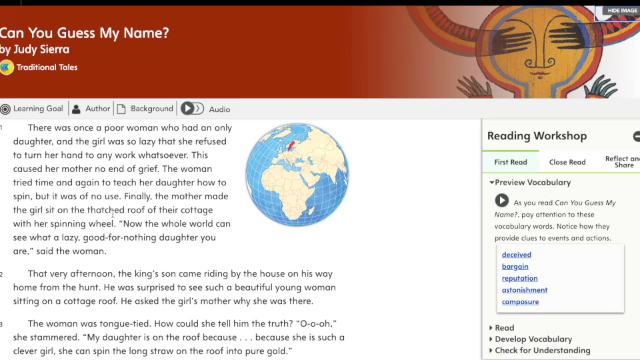 HIDE IMAGE
Can You Guess My Name?
by Judy Sierra
Traditional Tales
Learning Goal
Author
Background
Audio
1
There was once a poor woman who had an only
daughter, and the girl was so lazy that she refused
to turn her hand to any work whatsoever. This
caused her mother no end of grief. The woman
tried time and again to teach her daughter how to
spin, but it was of no use. Finally, the mother made
the girl sit on the thatched roof of their cottage
with her spinning wheel. “Now the whole world can
see what a lazy, good-for-nothing daughter you
are,” said the woman.
2
That very afternoon, the king’s son came riding by the house on his way
home from the hunt. He was surprised to see such a beautiful young woman
sitting on a cottage roof. He asked the girl’s mother why she was there.
3
The woman was tongue-tied. How could she tell him the truth? “O-o-oh,”
she stammered. “My daughter is on the roof because . . . because she is such a
clever girl, she can spin the long straw on the roof into pure gold.”
Reading Workshop
First Read
Close Read
Reflect and
Share
Preview Vocabulary
As you read Can You Guess My
Name?, pay attention to these
vocabulary words. Notice how they
provide clues to events and actions.
deceived
bargain
reputation
astonishment
composure
Read
Develop Vocabulary
Check for Understanding